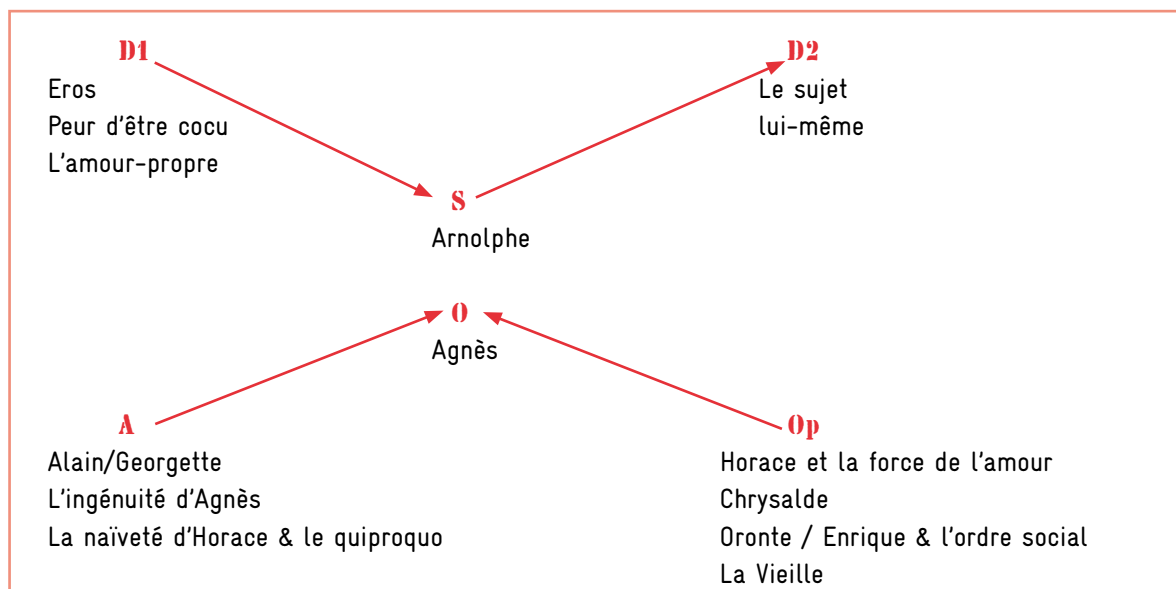 D1
Eros
Peur d'être cocu
L'amour-propre
D2
Le sujet
lui-même
S
Arnolphe
O
Agnès
A
Alain/Georgette
L'ingénuité d'Agnès
La naïveté d'Horace & le quiproquo
Op
Horace et la force de l'amour
Chrysalde
Oronte / Enrique & l'ordre social
La Vieille